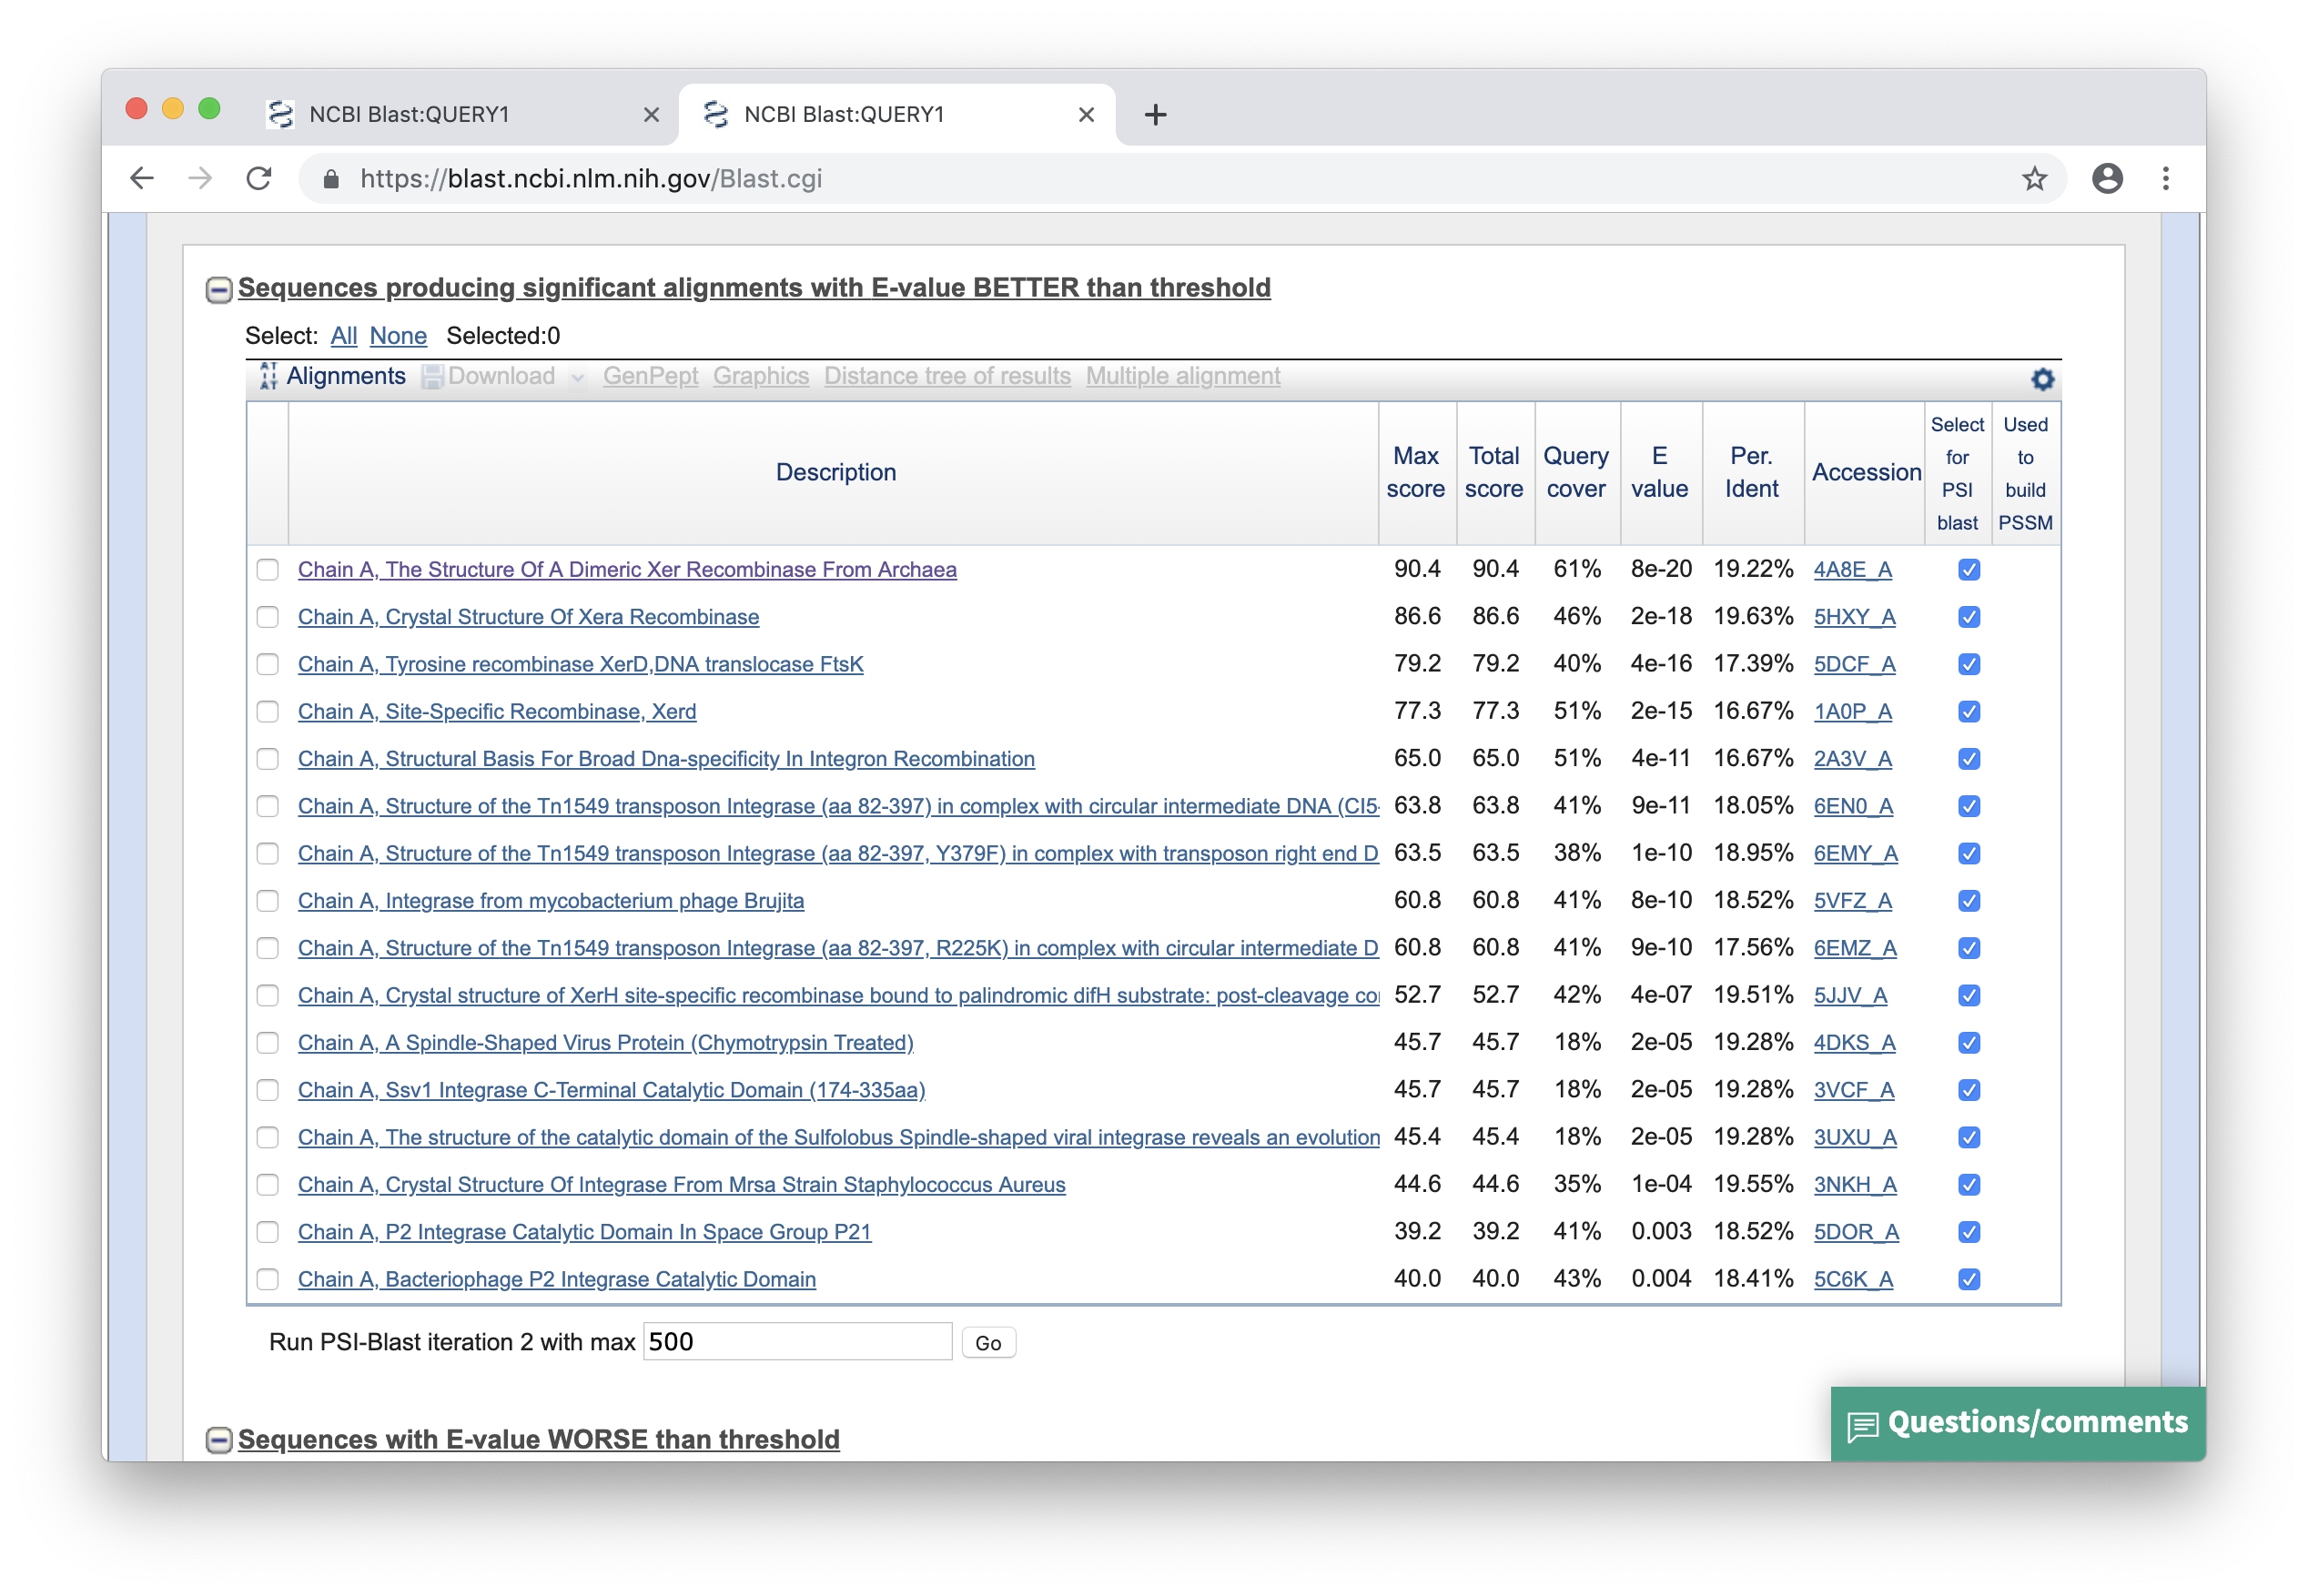 NCBI Blast:QUERY1
NCBI Blast:QUERY1
https://blast.ncbi.nlm.nih.gov/Blast.cgi
Sequences producing significant alignments with E-value BETTER than threshold
Select: All None Selected:0
Alignments Download GenPept Graphics Distance tree of results Multiple alignment
Description Max score Total score Query cover E value Per. Ident Accession Select for PSI blast Used to build PSSM
Chain A, The Structure Of A Dimeric Xer Recombinase From Archaea 90.4 90.4 61% 8e-20 19.22% 4A8E_A
Chain A, Crystal Structure Of Xera Recombinase 86.6 86.6 46% 2e-18 19.63% 5HXY_A
Chain A, Tyrosine recombinase XerD,DNA translocase FtsK 79.2 79.2 40% 4e-16 17.39% 5DCF_A
Chain A, Site-Specific Recombinase, Xerd 77.3 77.3 51% 2e-15 16.67% 1A0P_A
Chain A, Structural Basis For Broad Dna-specificity In Integron Recombination 65.0 65.0 51% 4e-11 16.67% 2A3V_A
Chain A, Structure of the Tn1549 transposon Integrase (aa 82-397) in complex with circular intermediate DNA (CI5- 63.8 63.8 41% 9e-11 18.05% 6EN0_A
Chain A, Structure of the Tn1549 transposon Integrase (aa 82-397, Y379F) in complex with transposon right end D 63.5 63.5 38% 1e-10 18.95% 6EMY_A
Chain A, Integrase from mycobacterium phage Brujita 60.8 60.8 41% 8e-10 18.52% 5VFZ_A
Chain A, Structure of the Tn1549 transposon Integrase (aa 82-397, R225K) in complex with circular intermediate D 60.8 60.8 41% 9e-10 17.56% 6EMZ_A
Chain A, Crystal structure of XerH site-specific recombinase bound to palindromic difH substrate: post-cleavage co 52.7 52.7 42% 4e-07 19.51% 5JJV_A
Chain A, A Spindle-Shaped Virus Protein (Chymotrypsin Treated) 45.7 45.7 18% 2e-05 19.28% 4DKS_A
Chain A, Ssv1 Integrase C-Terminal Catalytic Domain (174-335aa) 45.7 45.7 18% 2e-05 19.28% 3VCF_A
Chain A, The structure of the catalytic domain of the Sulfolobus Spindle-shaped viral integrase reveals an evolution 45.4 45.4 18% 2e-05 19.28% 3UXU_A
Chain A, Crystal Structure Of Integrase From Mrsa Strain Staphylococcus Aureus 44.6 44.6 35% 1e-04 19.55% 3NKH_A
Chain A, P2 Integrase Catalytic Domain In Space Group P21 39.2 39.2 41% 0.003 18.52% 5DOR_A
Chain A, Bacteriophage P2 Integrase Catalytic Domain 40.0 40.0 43% 0.004 18.41% 5C6K_A
Run PSI-Blast iteration 2 with max 500 Go
Questions/comments
Sequences with E-value WORSE than threshold